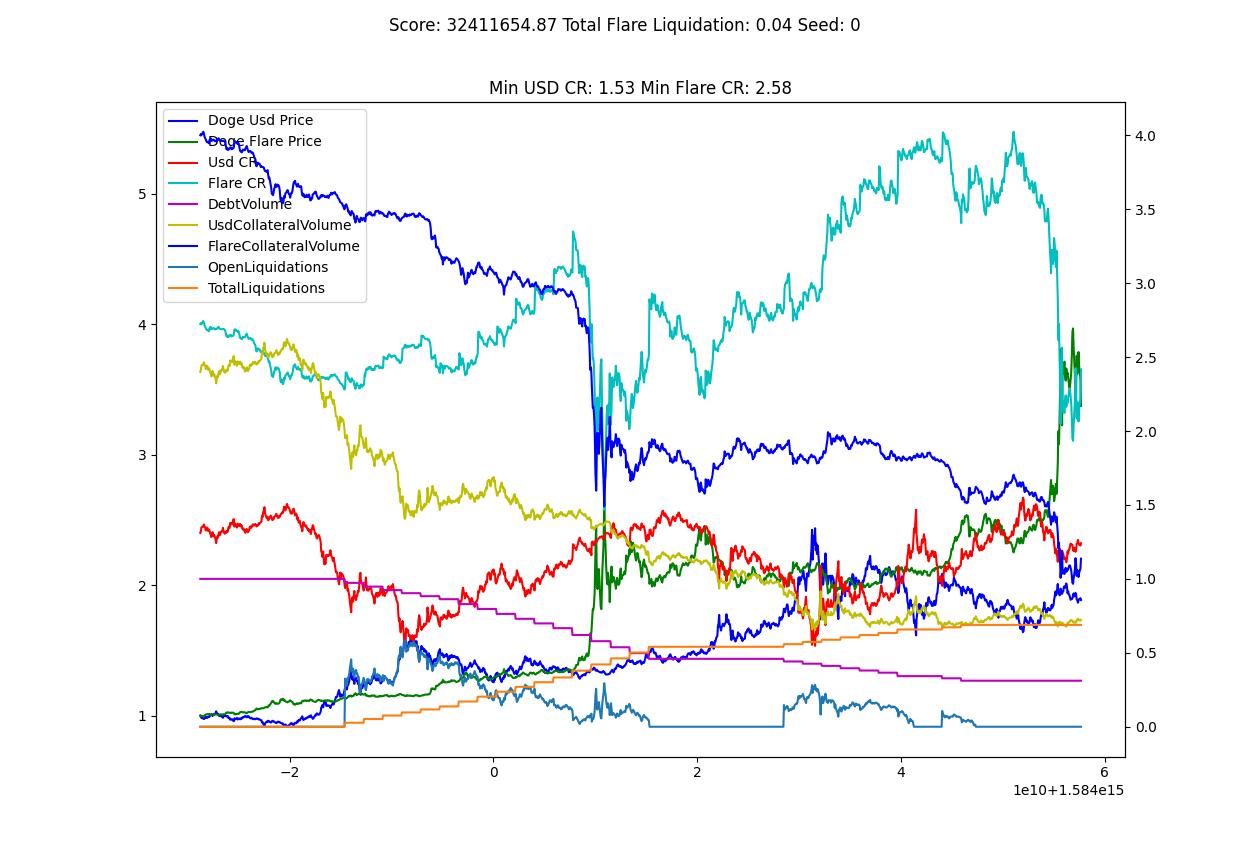 Score: 32411654.87 Total Flare Liquidation: 0.04 Seed: 0
Min USD CR: 1.53 Min Flare CR: 2.58
Doge Usd Price
Doge Flare Price
Usd CR
Flare CR
DebtVolume
UsdCollateralVolume
FlareCollateralVolume
OpenLiquidations
TotalLiquidations
5
4
3
2
1
4.0
3.5
3.0
2.5
2.0
1.5
1.0
0.5
0.0
−2
0
2
4
6
1e10+1.584e15